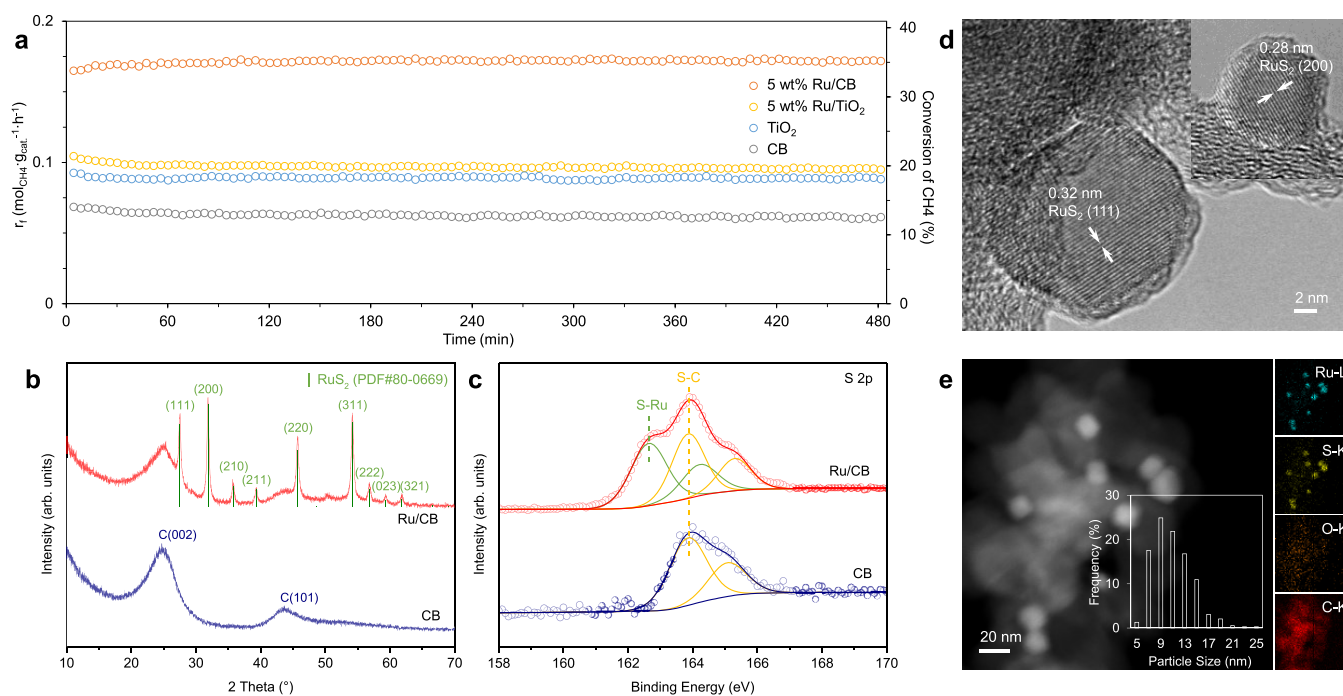 a
0.2
0.1
0
r_f (mol_CH4·g_cat.⁻¹·h⁻¹)
40
35
30
25
20
15
10
5
0
Conversion of CH4 (%)
5 wt% Ru/CB
5 wt% Ru/TiO₂
TiO₂
CB
0 60 120 180 240 300 360 420 480
Time (min)
b
RuS₂ (PDF#80-0669)
(111)
(200)
(210)
(211)
(220)
(311)
(222)
(023)
(321)
Ru/CB
C(002)
C(101)
CB
Intensity (arb. units)
10 20 30 40 50 60 70
2 Theta (°)
c
S 2p
S-C
S-Ru
Ru/CB
CB
Intensity (arb. units)
158 160 162 164 166 168 170
Binding Energy (eV)
d
0.28 nm
RuS₂ (200)
0.32 nm
RuS₂ (111)
2 nm
e
Ru-L
S-K
O-K
C-K
20 nm
30
20
10
0
Frequency (%)
5 9 13 17 21 25
Particle Size (nm)